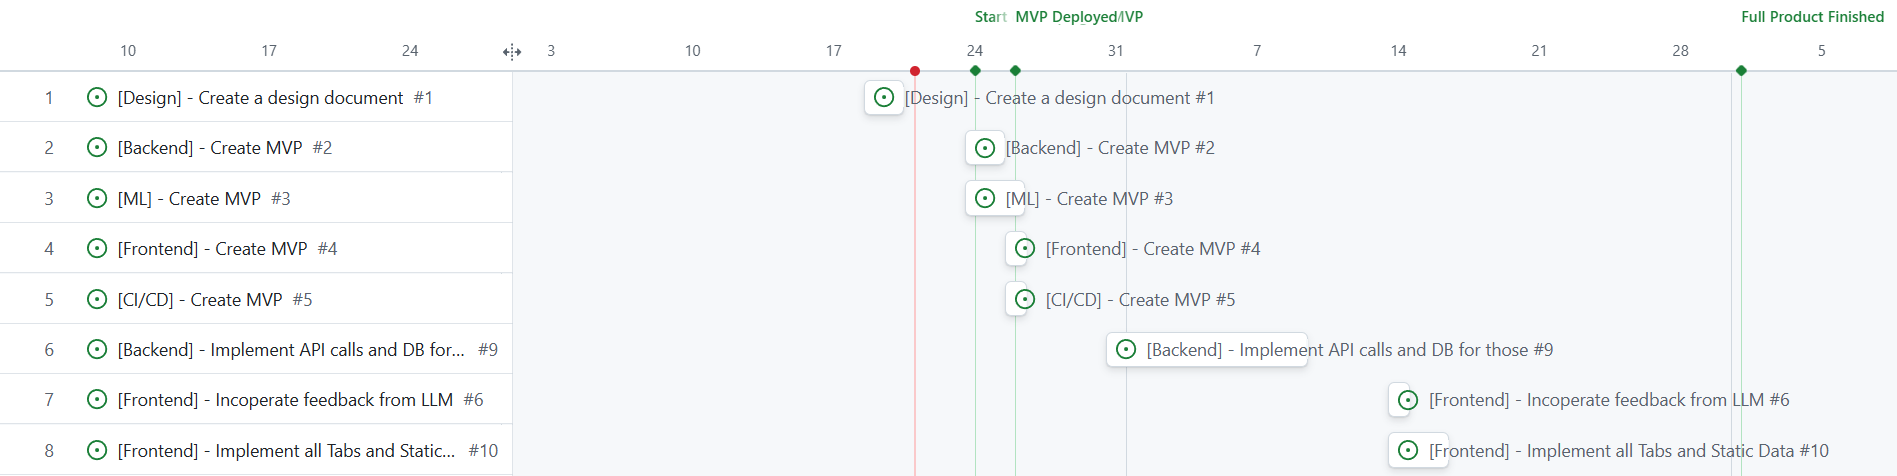 Start MVP Deployed MVP Full Product Finished
10 17 24 3 10 17 24 31 7 14 21 28 5
1 [Design] - Create a design document #1 [Design] - Create a design document #1
2 [Backend] - Create MVP #2 [Backend] - Create MVP #2
3 [ML] - Create MVP #3 [ML] - Create MVP #3
4 [Frontend] - Create MVP #4 [Frontend] - Create MVP #4
5 [CI/CD] - Create MVP #5 [CI/CD] - Create MVP #5
6 [Backend] - Implement API calls and DB for... #9 [Backend] - Implement API calls and DB for those #9
7 [Frontend] - Incoperate feedback from LLM #6 [Frontend] - Incoperate feedback from LLM #6
8 [Frontend] - Implement all Tabs and Static... #10 [Frontend] - Implement all Tabs and Static Data #10